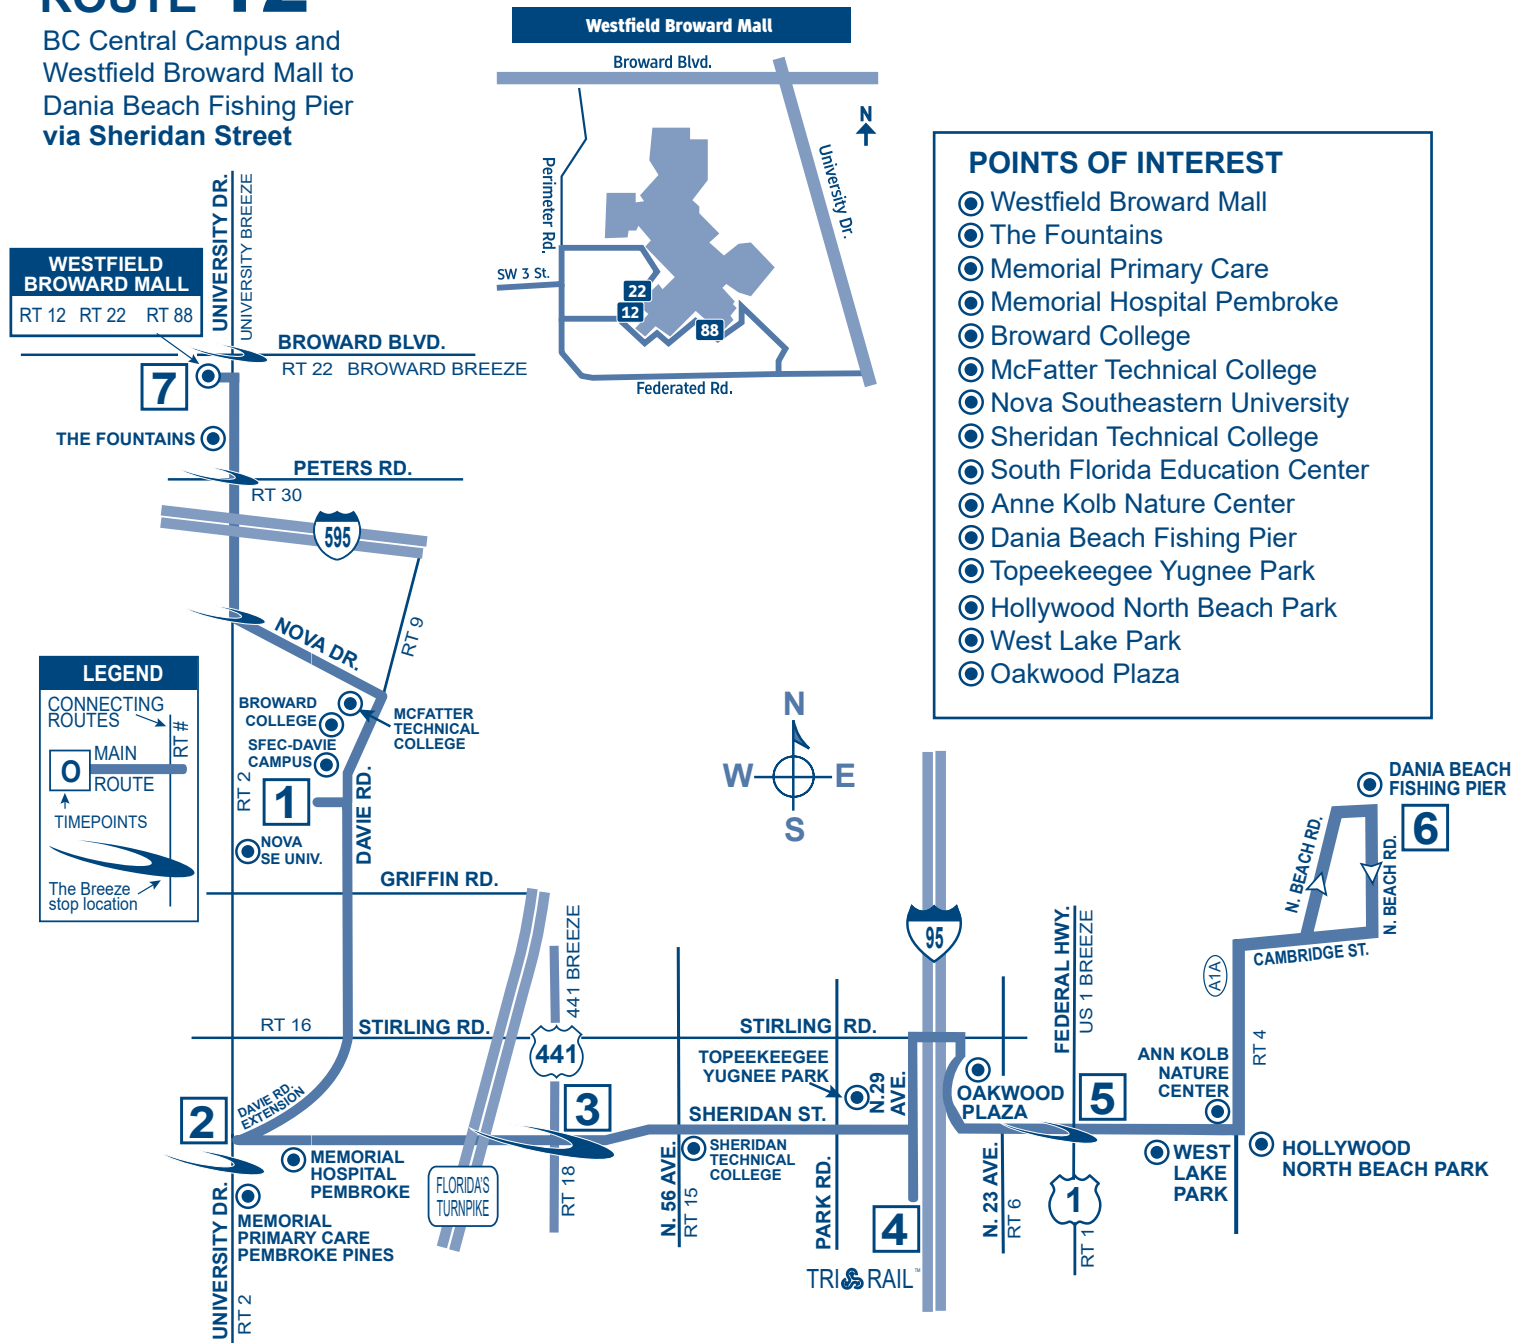 ROUTE 12
BC Central Campus and
Westfield Broward Mall to
Dania Beach Fishing Pier
via Sheridan Street
Westfield Broward Mall
Broward Blvd.
N
Perimeter Rd.
University Dr.
SW 3 St.
22
12
88
Federated Rd.
POINTS OF INTEREST
Westfield Broward Mall
The Fountains
Memorial Primary Care
Memorial Hospital Pembroke
Broward College
McFatter Technical College
Nova Southeastern University
Sheridan Technical College
South Florida Education Center
Anne Kolb Nature Center
Dania Beach Fishing Pier
Topeekeegee Yugnee Park
Hollywood North Beach Park
West Lake Park
Oakwood Plaza
UNIVERSITY DR.
UNIVERSITY BREEZE
WESTFIELD
BROWARD MALL
RT 12 RT 22 RT 88
BROWARD BLVD.
RT 22 BROWARD BREEZE
7
THE FOUNTAINS
PETERS RD.
RT 30
595
NOVA DR.
RT 9
LEGEND
CONNECTING
ROUTES
RT #
O
MAIN
ROUTE
TIMEPOINTS
The Breeze
stop location
BROWARD
COLLEGE
MCFATTER
TECHNICAL
COLLEGE
SFEC-DAVIE
CAMPUS
RT 2
1
DAVIE RD.
NOVA
SE UNIV.
GRIFFIN RD.
N
W
E
S
441 BREEZE
RT 16
STIRLING RD.
441
DAVIE RD.
EXTENSION
2
3
MEMORIAL
HOSPITAL
PEMBROKE
MEMORIAL
PRIMARY CARE
PEMBROKE PINES
UNIVERSITY DR.
RT 2
FLORIDA'S
TURNPIKE
RT 18
N. 56 AVE.
RT 15
SHERIDAN
TECHNICAL
COLLEGE
SHERIDAN ST.
STIRLING RD.
TOPEEKEEGEE
YUGNEE PARK
N.29
AVE.
PARK RD.
4
TRI RAIL™
95
OAKWOOD
PLAZA
N. 23 AVE.
RT 6
FEDERAL HWY.
US 1 BREEZE
5
1
RT 1
ANN KOLB
NATURE
CENTER
WEST
LAKE
PARK
HOLLYWOOD
NORTH BEACH PARK
A1A
RT 4
CAMBRIDGE ST.
N. BEACH RD.
N. BEACH RD.
6
DANIA BEACH
FISHING PIER